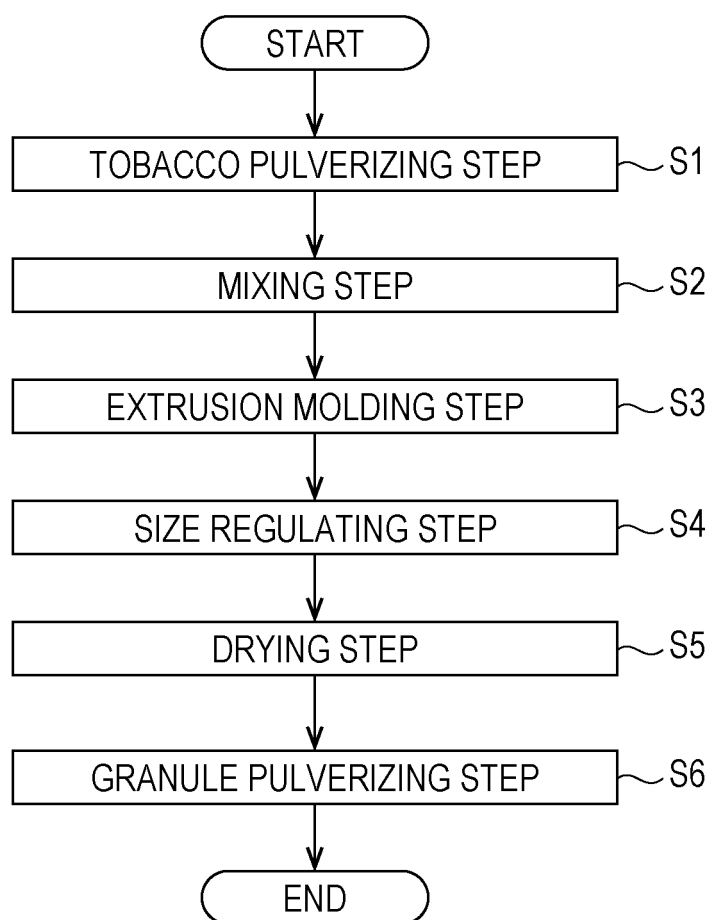 START
TOBACCO PULVERIZING STEP S1
MIXING STEP S2
EXTRUSION MOLDING STEP S3
SIZE REGULATING STEP S4
DRYING STEP S5
GRANULE PULVERIZING STEP S6
END